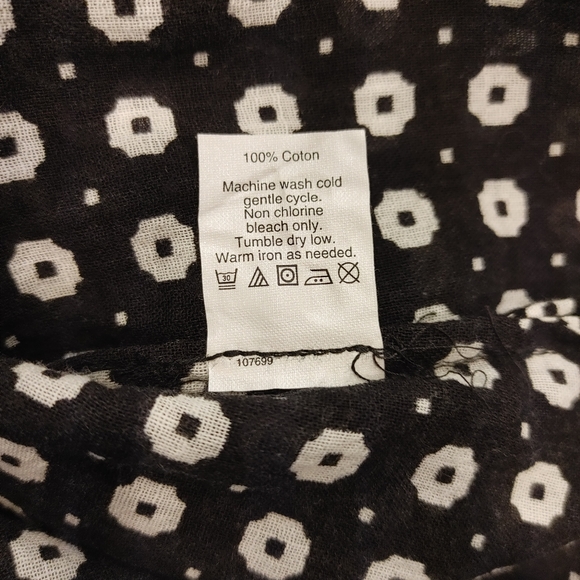 100% Coton
Machine wash cold
gentle cycle.
Non chlorine
bleach only.
Tumble dry low.
Warm iron as needed.
30
107699